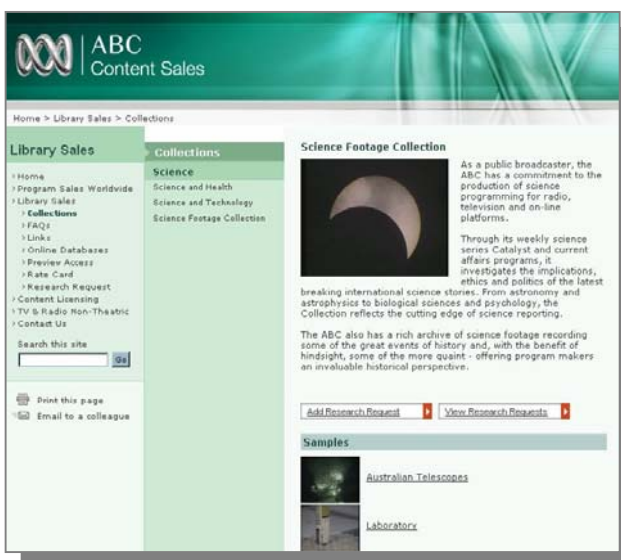 ABC
Content Sales
Home > Library Sales > Collections
Library Sales
› Home
› Program Sales Worldwide
› Library Sales
› Collections
› FAQs
› Links
› Online Databases
› Preview Access
› Rate Card
› Research Request
› Content Licensing
› TV & Radio Non-Theatric
› Contact Us
Search this site
Go
Print this page
Email to a colleague
Collections
Science
Science and Health
Science and Technology
Science Footage Collection
Science Footage Collection
As a public broadcaster, the
ABC has a commitment to the
production of science
programming for radio,
television and on-line
platforms.
Through its weekly science
series Catalyst and current
affairs programs, it
investigates the implications,
ethics and politics of the latest
breaking international science stories. From astronomy and
astrophysics to biological sciences and psychology, the
Collection reflects the cutting edge of science reporting.
The ABC also has a rich archive of science footage recording
some of the great events of history and, with the benefit of
hindsight, some of the more quaint - offering program makers
an invaluable historical perspective.
Add Research Request
View Research Requests
Samples
Australian Telescopes
Laboratory